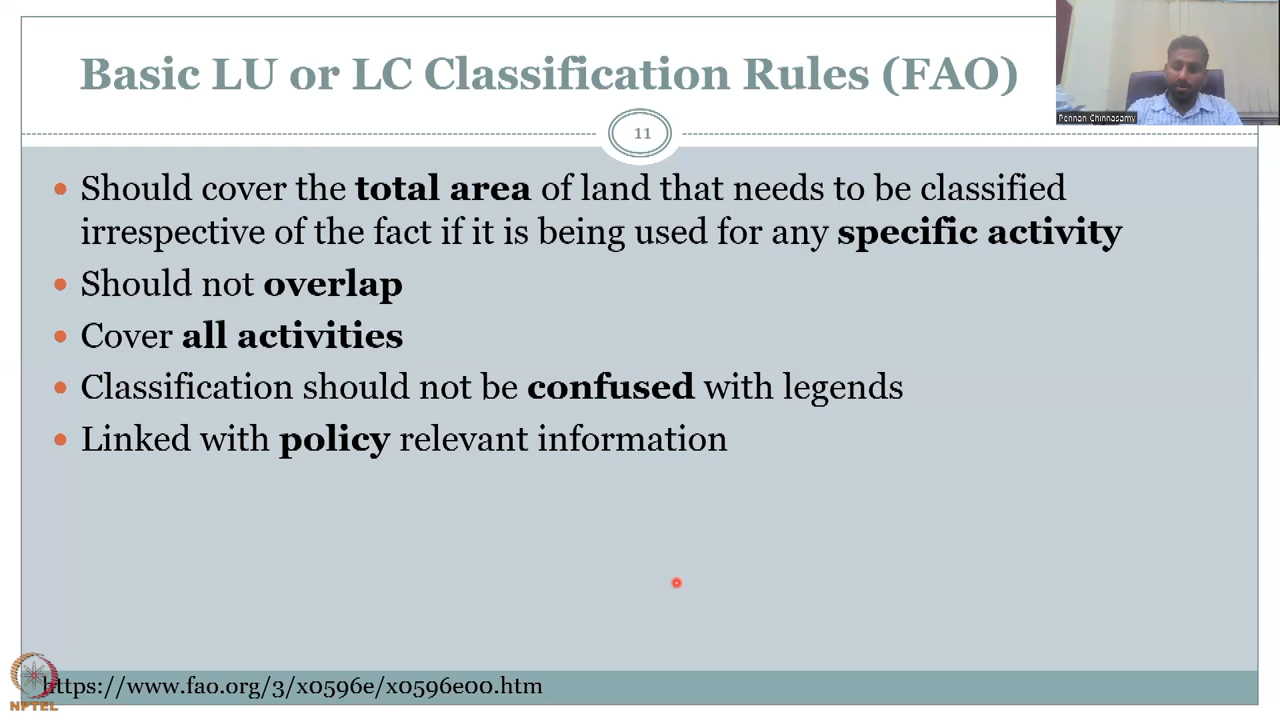 Basic LU or LC Classification Rules (FAO)
Pennan Chinnasamy
11
• Should cover the total area of land that needs to be classified
irrespective of the fact if it is being used for any specific activity
• Should not overlap
• Cover all activities
• Classification should not be confused with legends
• Linked with policy relevant information
https://www.fao.org/3/x0596e/x0596e00.htm
NPTEL